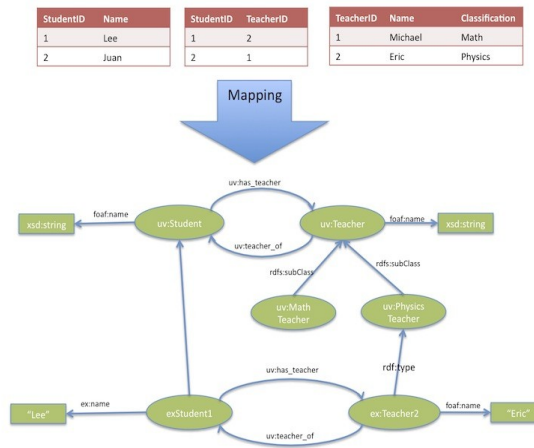 StudentID Name
1 Lee
2 Juan
StudentID TeacherID
1 2
2 1
TeacherID Name Classification
1 Michael Math
2 Eric Physics
Mapping
uv:has_teacher
xsd:string
foaf:name
uv:Student
uv:Teacher
foaf:name
xsd:string
uv:teacher_of
rdfs:subClass
rdfs:subClass
uv:Math
Teacher
uv:Physics
Teacher
rdf:type
uv:has_teacher
"Lee"
ex:name
exStudent1
ex:Teacher2
foaf:name
"Eric"
uv:teacher_of